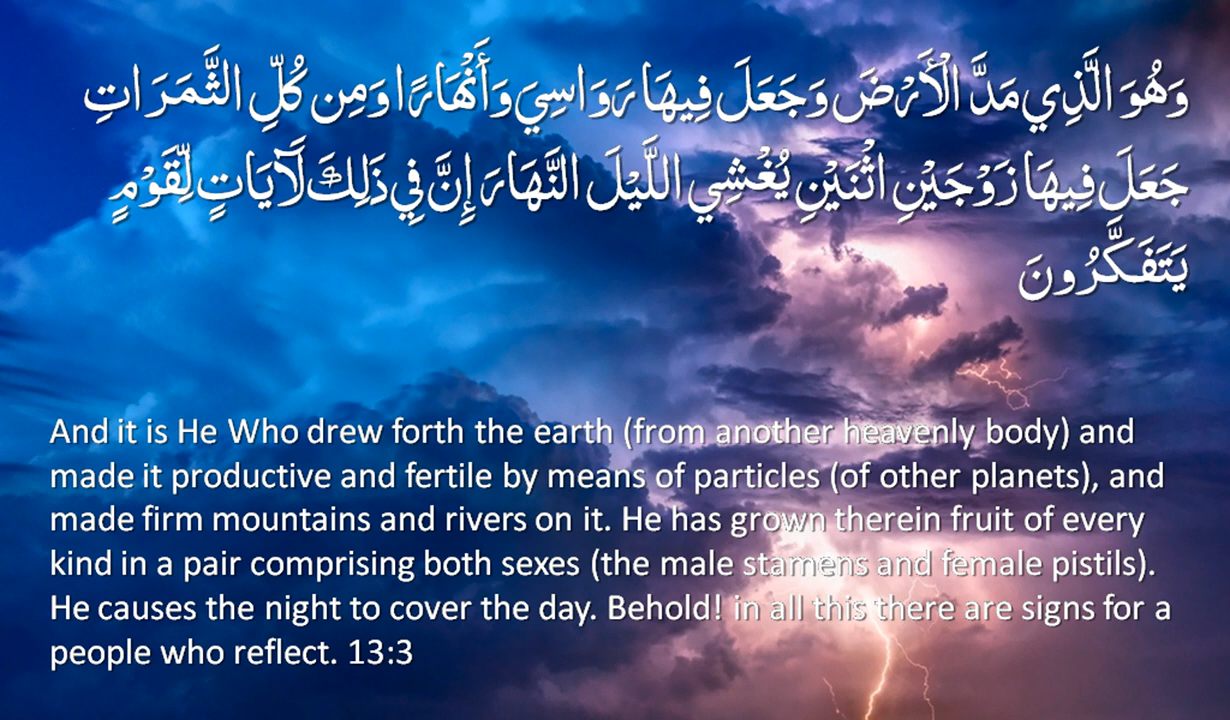 وَهُوَ الَّذِي مَدَّ الْأَرْضَ وَجَعَلَ فِيهَا رَوَاسِيَ وَأَنْهَارًا وَمِن كُلِّ الثَّمَرَاتِ
جَعَلَ فِيهَا زَوْجَيْنِ اثْنَيْنِ يُغْشِي اللَّيْلَ النَّهَارَ إِنَّ فِي ذَلِكَ لَآيَاتٍ لِّقَوْمٍ
يَتَفَكَّرُونَ
And it is He Who drew forth the earth (from another heavenly body) and
made it productive and fertile by means of particles (of other planets), and
made firm mountains and rivers on it. He has grown therein fruit of every
kind in a pair comprising both sexes (the male stamens and female pistils).
He causes the night to cover the day. Behold! in all this there are signs for a
people who reflect. 13:3